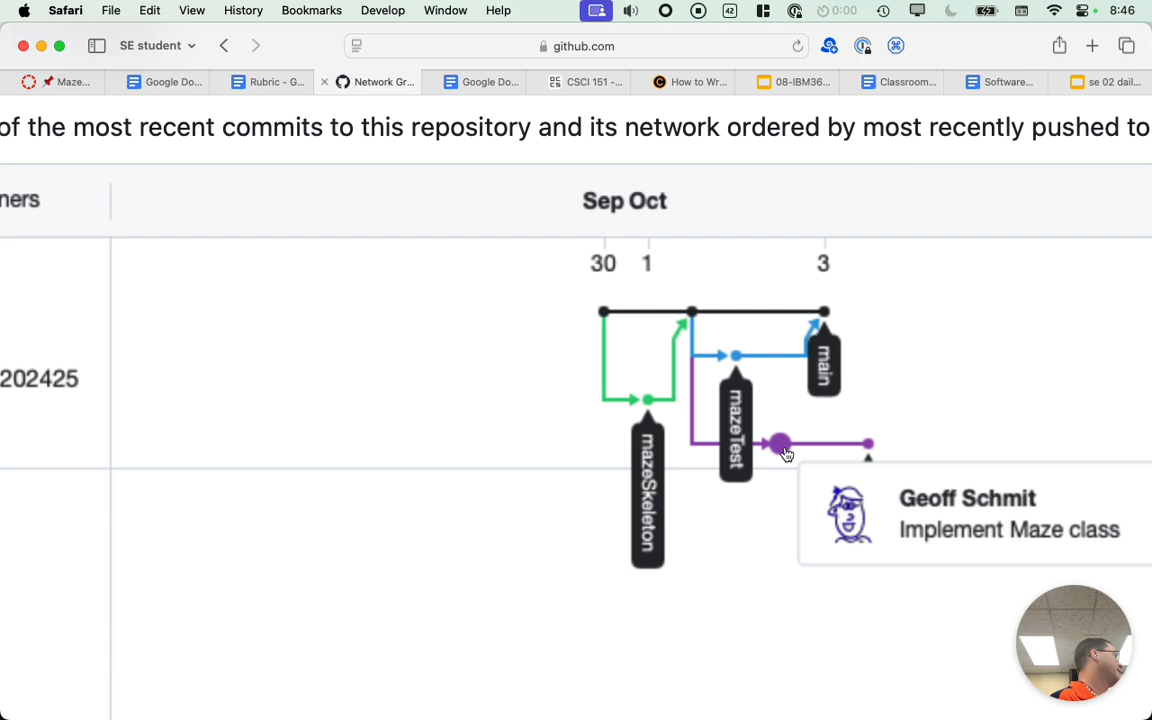 Safari File Edit View History Bookmarks Develop Window Help 42 0:00 8:46
SE student github.com
Maze... Google Do... Rubric - G... Network Gr... Google Do... CSCI 151 -... How to Wr... 08-IBM36... Classroom... Software... se 02 dail...
of the most recent commits to this repository and its network ordered by most recently pushed to
ners Sep Oct
30 1 3
main
202425
mazeTest
mazeSkeleton
Geoff Schmit
Implement Maze class